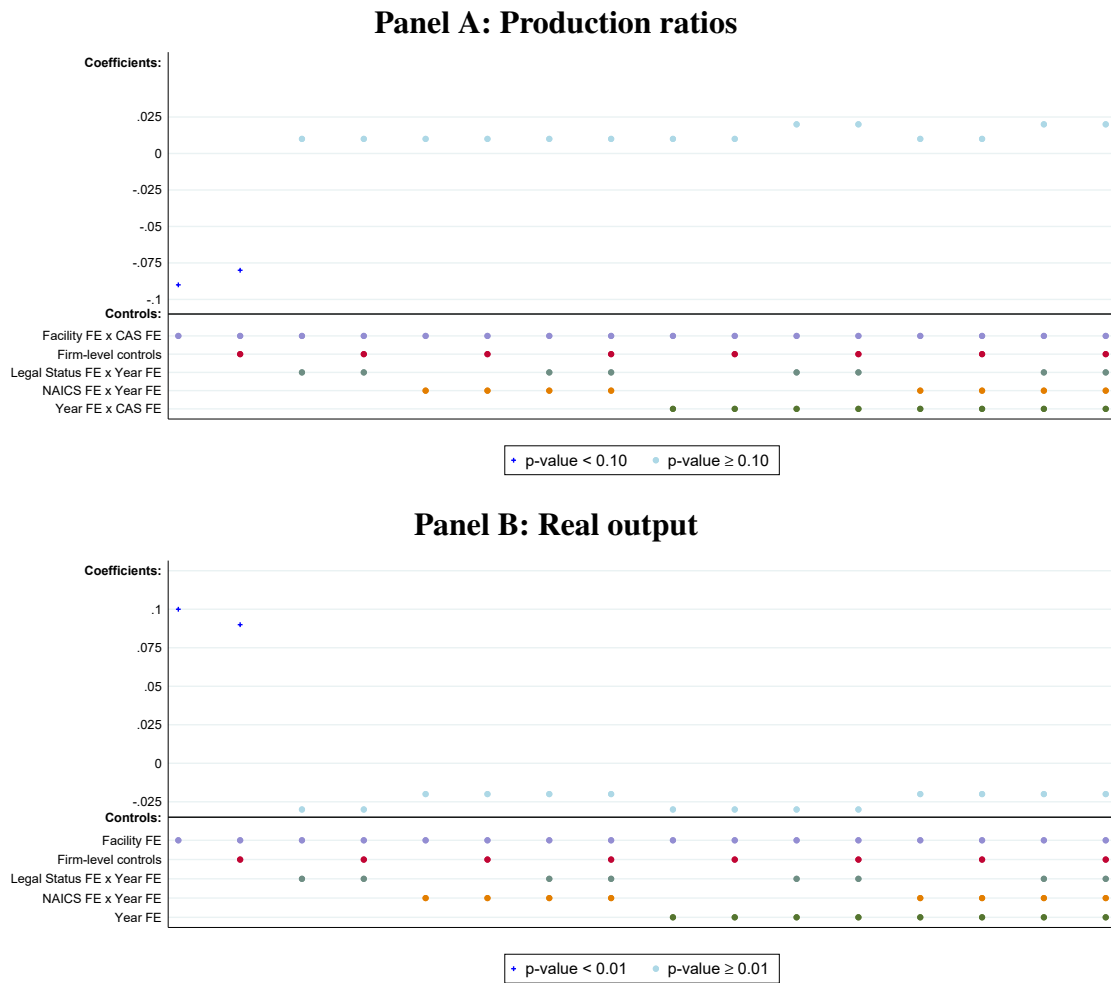 Panel A: Production ratios
Coefficients:
.025
0
-.025
-.05
-.075
-.1
Controls:
Facility FE x CAS FE
Firm-level controls
Legal Status FE x Year FE
NAICS FE x Year FE
Year FE x CAS FE
p-value < 0.10 p-value ≥ 0.10
Panel B: Real output
Coefficients:
.1
.075
.05
.025
0
-.025
Controls:
Facility FE
Firm-level controls
Legal Status FE x Year FE
NAICS FE x Year FE
Year FE
p-value < 0.01 p-value ≥ 0.01